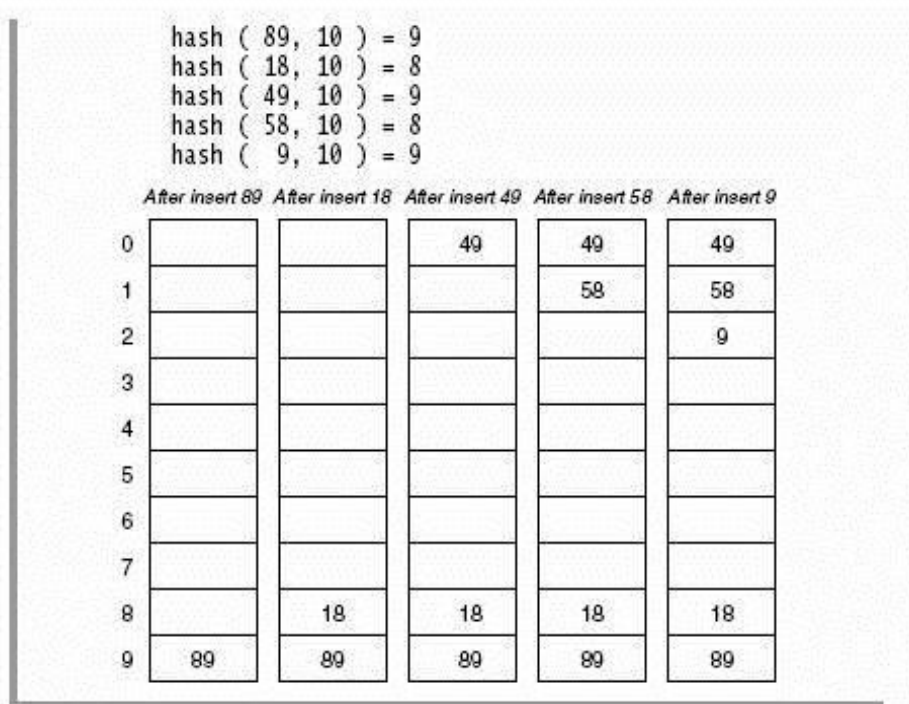 hash ( 89, 10 ) = 9
hash ( 18, 10 ) = 8
hash ( 49, 10 ) = 9
hash ( 58, 10 ) = 8
hash ( 9, 10 ) = 9
After insert 89 After insert 18 After insert 49 After insert 58 After insert 9
0 49 49 49
1 58 58
2 9
3
4
5
6
7
8 18 18 18 18
9 89 89 89 89 89